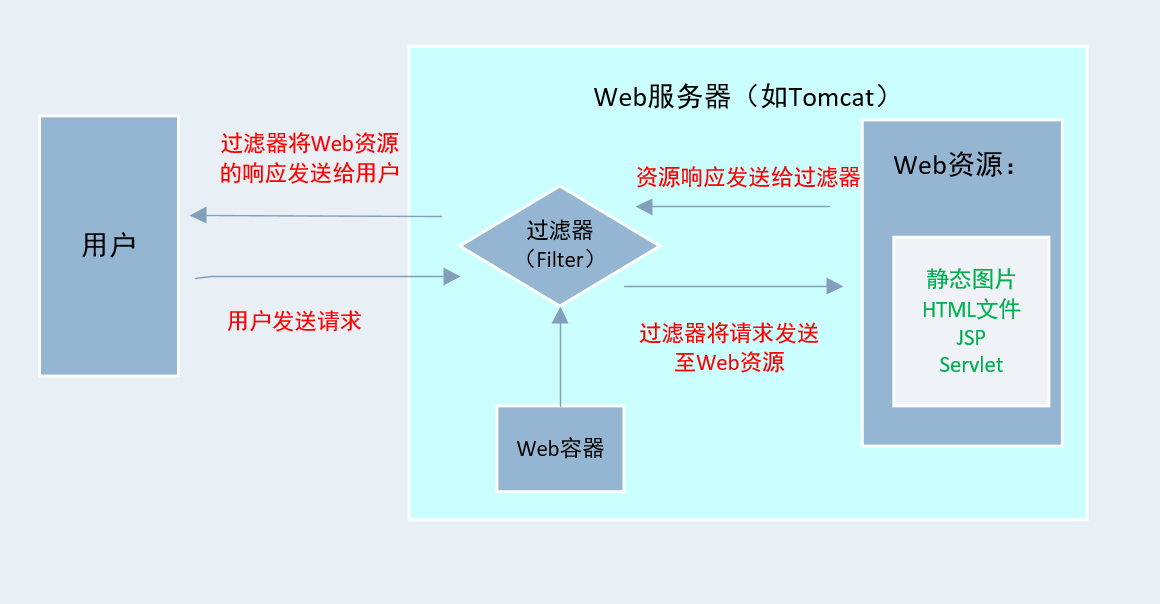 Web服务器（如Tomcat）
过滤器将Web资源
的响应发送给用户
资源响应发送给过滤器
Web资源：
用户
过滤器
（Filter）
静态图片
HTML文件
JSP
Servlet
用户发送请求
过滤器将请求发送
至Web资源
Web容器